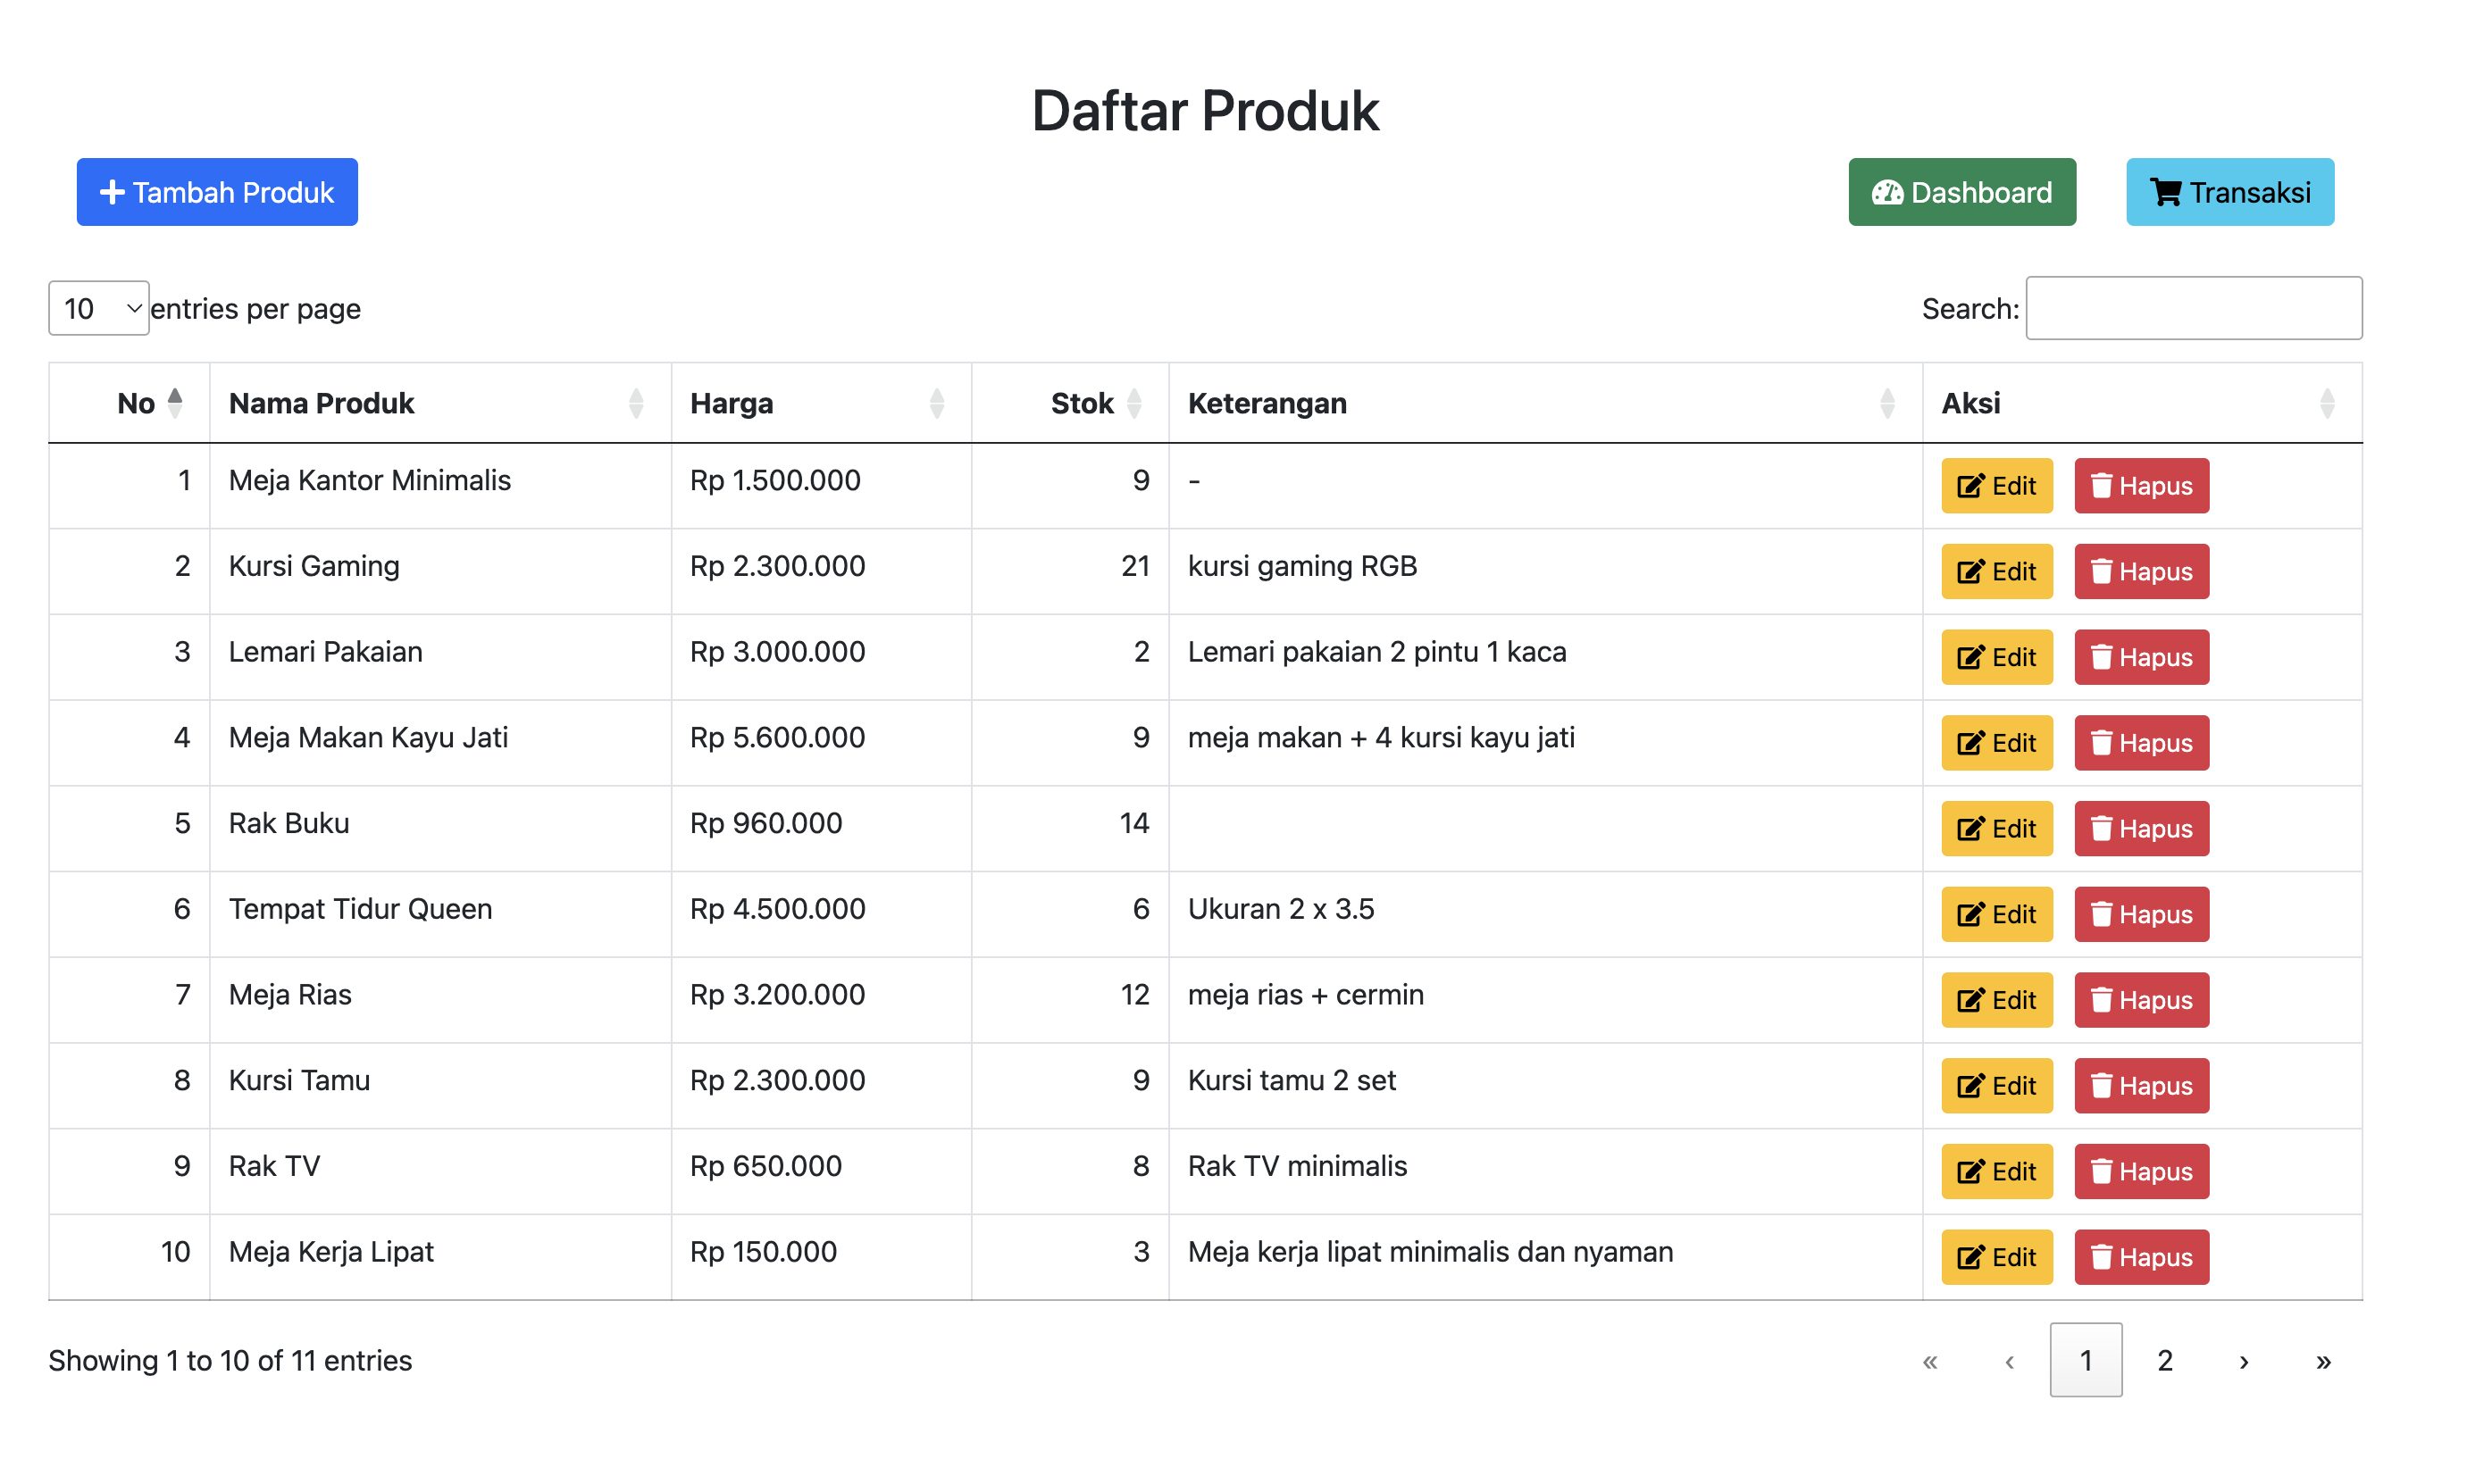 Daftar Produk
Tambah Produk Dashboard Transaksi
10 entries per page Search:
No Nama Produk Harga Stok Keterangan Aksi
1 Meja Kantor Minimalis Rp 1.500.000 9 - Edit Hapus
2 Kursi Gaming Rp 2.300.000 21 kursi gaming RGB Edit Hapus
3 Lemari Pakaian Rp 3.000.000 2 Lemari pakaian 2 pintu 1 kaca Edit Hapus
4 Meja Makan Kayu Jati Rp 5.600.000 9 meja makan + 4 kursi kayu jati Edit Hapus
5 Rak Buku Rp 960.000 14 Edit Hapus
6 Tempat Tidur Queen Rp 4.500.000 6 Ukuran 2 x 3.5 Edit Hapus
7 Meja Rias Rp 3.200.000 12 meja rias + cermin Edit Hapus
8 Kursi Tamu Rp 2.300.000 9 Kursi tamu 2 set Edit Hapus
9 Rak TV Rp 650.000 8 Rak TV minimalis Edit Hapus
10 Meja Kerja Lipat Rp 150.000 3 Meja kerja lipat minimalis dan nyaman Edit Hapus
Showing 1 to 10 of 11 entries « ‹ 1 2 › »